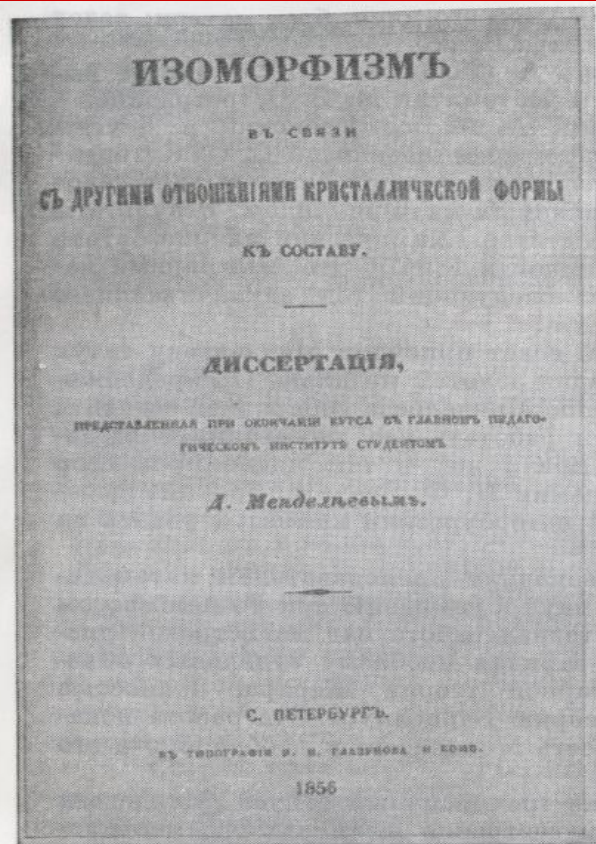 ИЗОМОРФИЗМЪ
ВЪ СВЯЗИ
СЪ ДРУГИМИ ОТНОШЕНІЯМИ КРИСТАЛЛИЧЕСКОЙ ФОРМЫ
КЪ СОСТАВУ.
ДИССЕРТАЦІЯ,
ПРЕДСТАВЛЕННАЯ ПРИ ОКОНЧАНІИ КУРСА ВЪ ГЛАВНОМЪ ПЕДАГО-
ГИЧЕСКОМЪ ИНСТИТУТѢ СТУДЕНТОМЪ
Д. Менделѣевымъ.
С. ПЕТЕРБУРГЪ.
ВЪ ТИПОГРАФІИ И. И. ГЛАЗУНОВА И КОМП.
1856